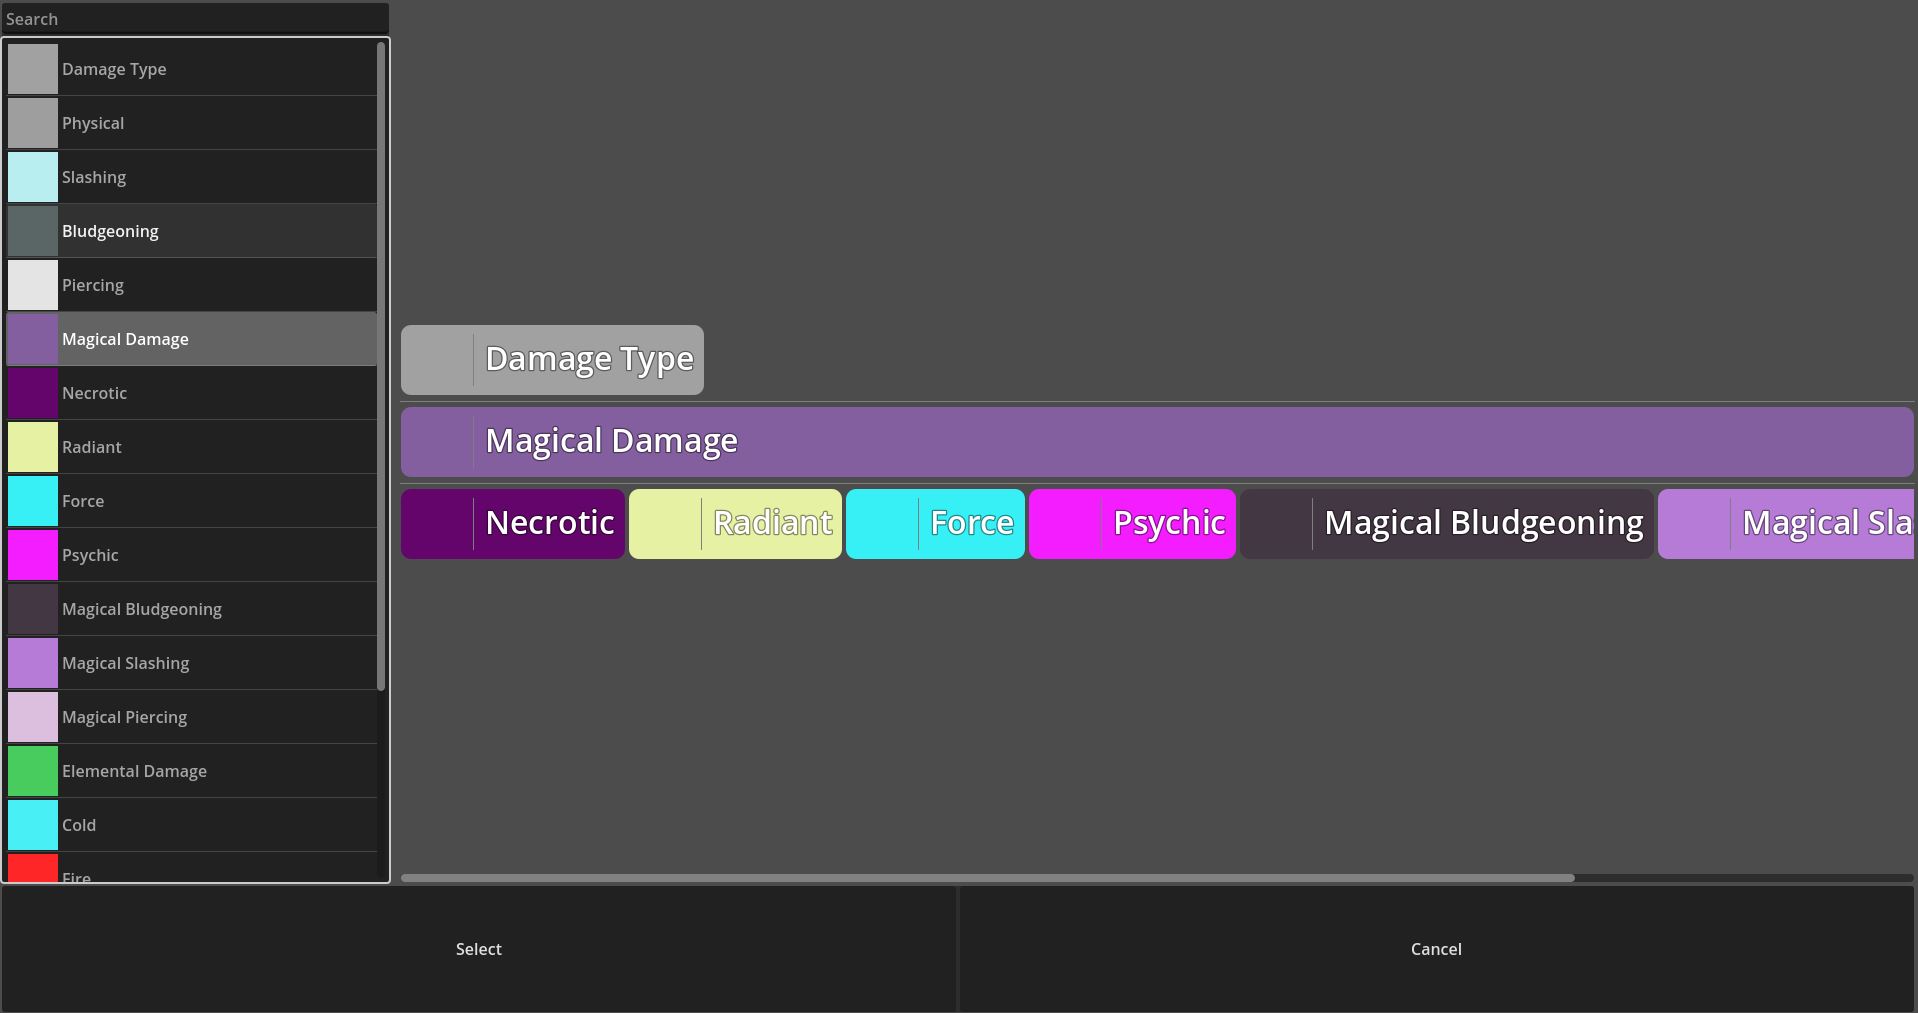 Search
Damage Type
Physical
Slashing
Bludgeoning
Piercing
Magical Damage
Necrotic
Radiant
Force
Psychic
Magical Bludgeoning
Magical Slashing
Magical Piercing
Elemental Damage
Cold
Fire
Damage Type
Magical Damage
Necrotic
Radiant
Force
Psychic
Magical Bludgeoning
Magical Sla
Select
Cancel